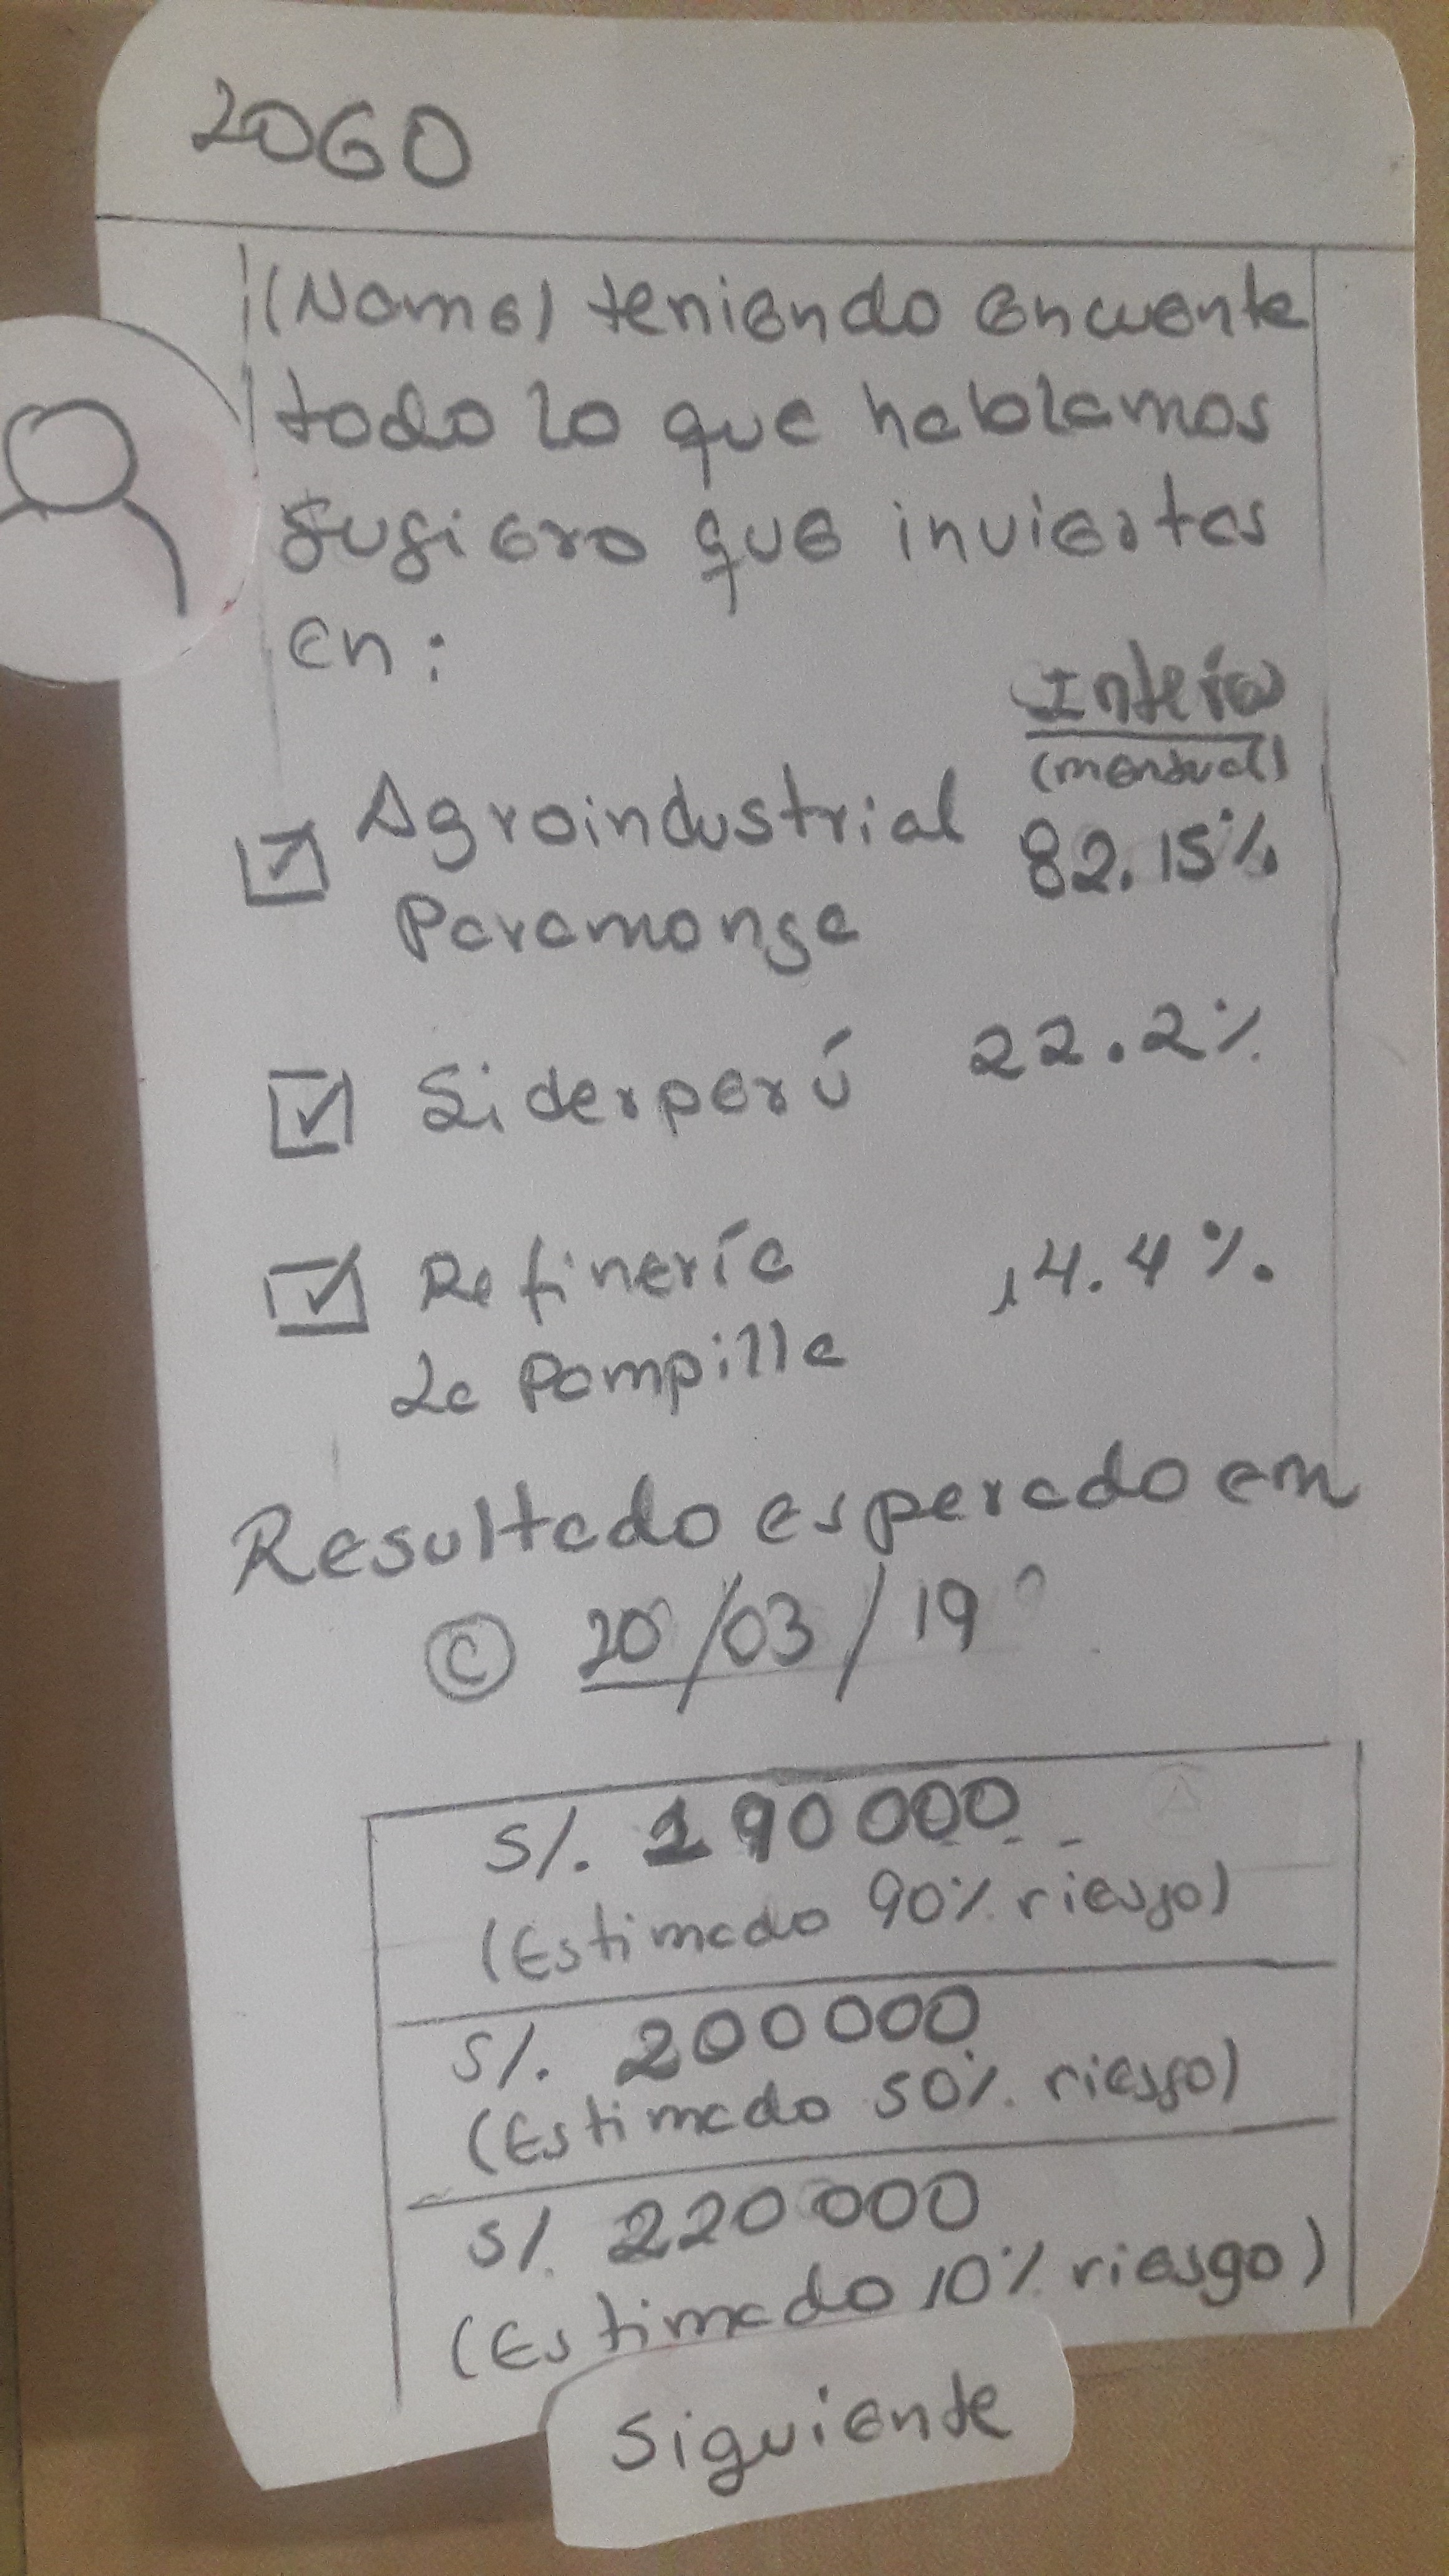 LOGO
(Nome) teniendo encuenta
todo lo que hablamos
sugiero que inviertas
en:
Interés
(mensual)
Agroindustrial 82.15%
Paramonga
Siderperú 22.2%
Refinería 14.4%.
La Pampilla
Resultado esperado em
© 20/03/19
S/. 190000
(Estimado 90% riesgo)
S/. 200000
(Estimado 50% riesgo)
S/. 220000
(Estimado 10% riesgo)
Siguiente